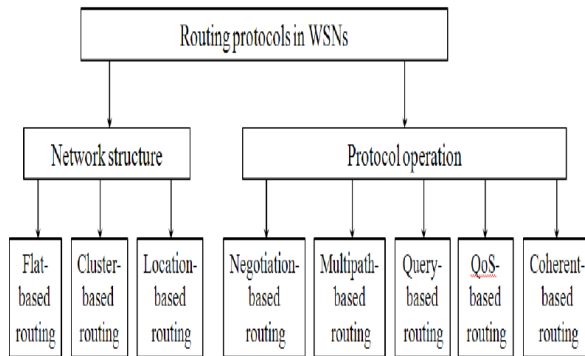 Routing protocols in WSNs
Network structure
Protocol operation
Flat-
based
routing
Cluster-
based
routing
Location-
based
routing
Negotiation-
based
routing
Multipath-
based
routing
Query-
based
routing
QoS-
based
routing
Coherent-
based
routing